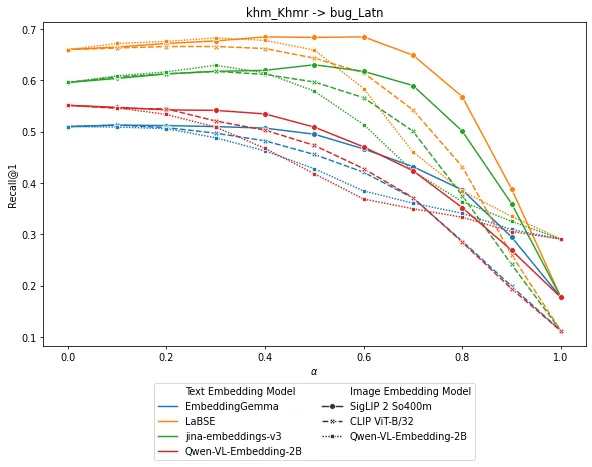 khm_Khmr -> bug_Latn
0.7
0.6
0.5
0.4
0.3
0.2
0.1
Recall@1
0.0 0.2 0.4 0.6 0.8 1.0
α
Text Embedding Model Image Embedding Model
EmbeddingGemma SigLIP 2 So400m
LaBSE CLIP ViT-B/32
jina-embeddings-v3 Qwen-VL-Embedding-2B
Qwen-VL-Embedding-2B